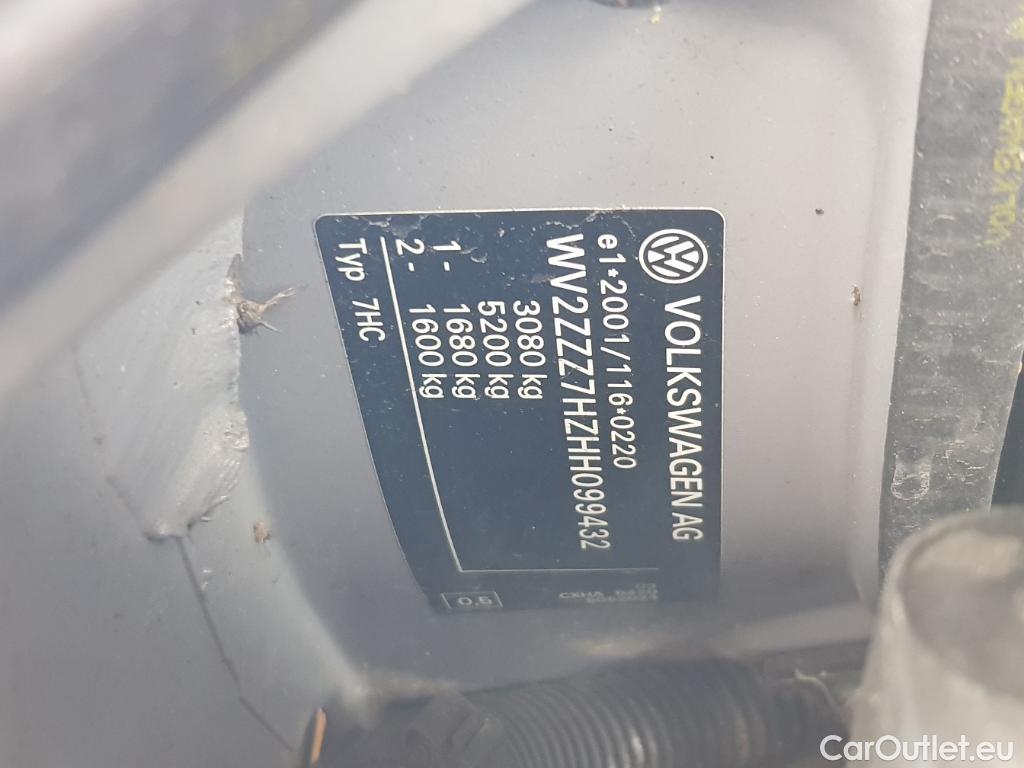 VOLKSWAGEN AG
e1*2001/116*0220
WV2ZZZ7HZHH099432
3080 kg
5200 kg
1 - 1680 kg
2 - 1600 kg
Typ 7HC
CXHA
0.5
CarOutlet.eu